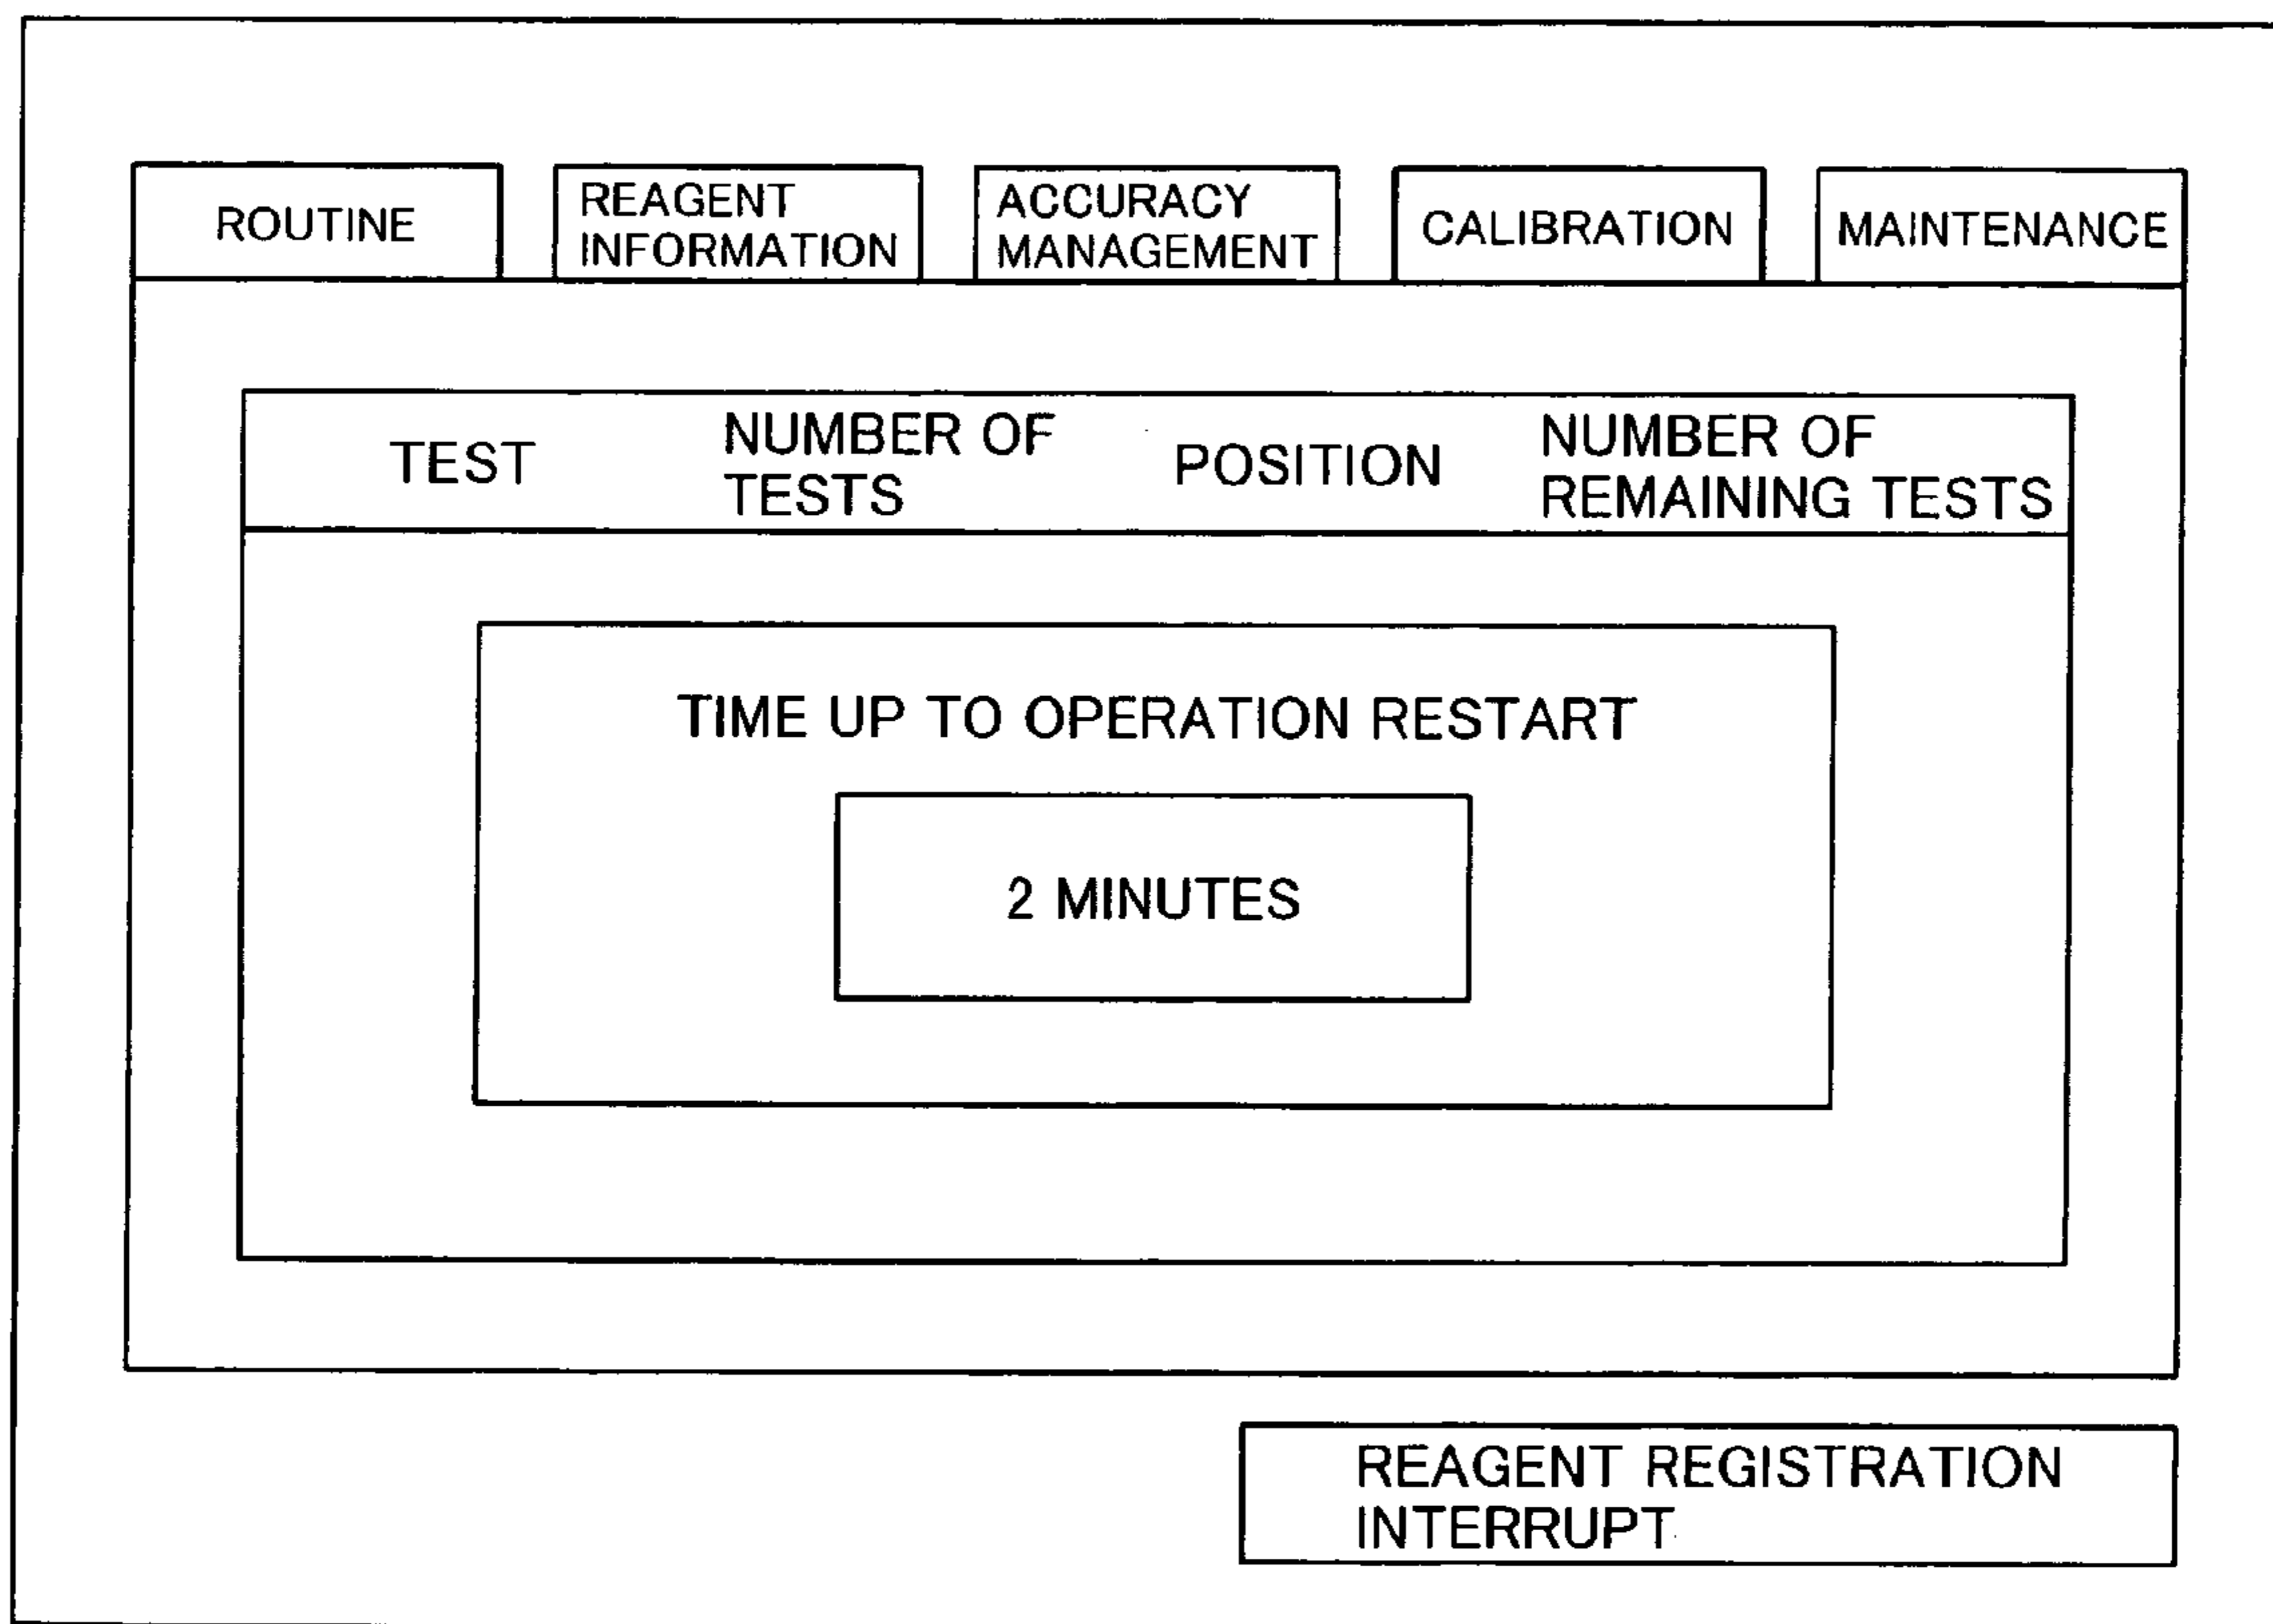 ROUTINE
REAGENT
INFORMATION
ACCURACY
MANAGEMENT
CALIBRATION
MAINTENANCE
TEST
NUMBER OF
TESTS
POSITION
NUMBER OF
REMAINING TESTS
TIME UP TO OPERATION RESTART
2 MINUTES
REAGENT REGISTRATION
INTERRUPT